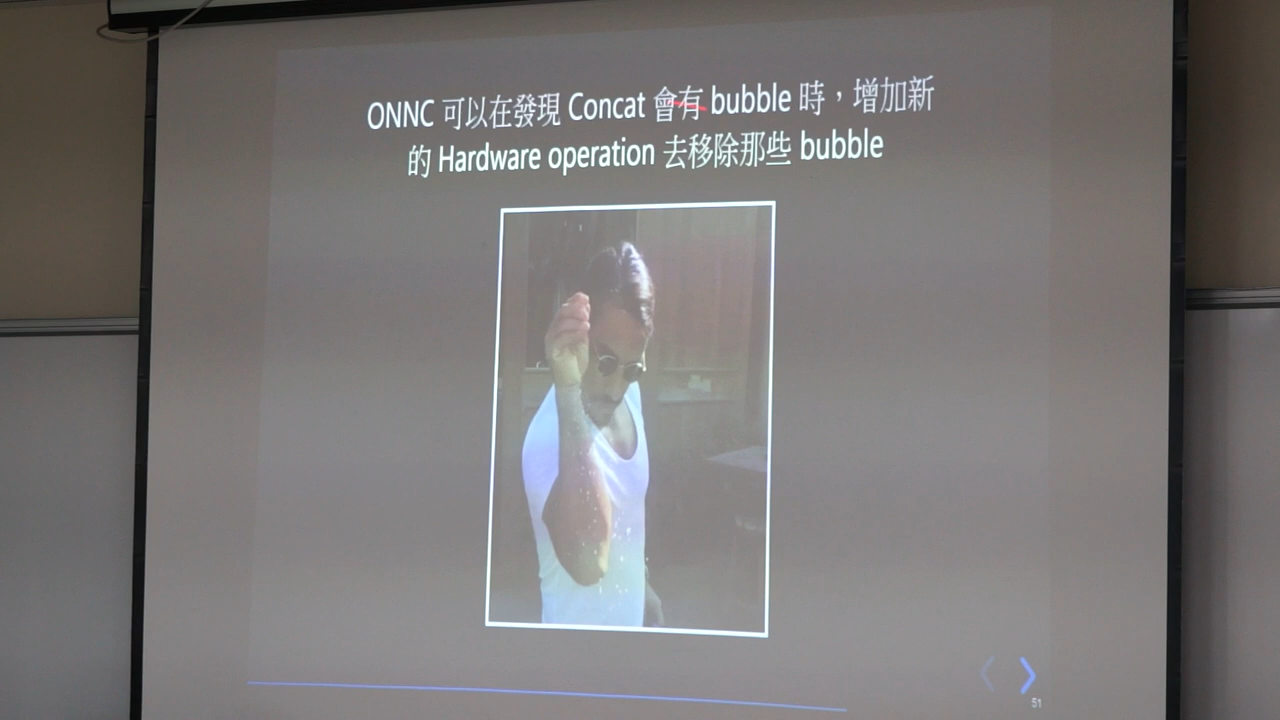 ONNC 可以在發現 Concat 會有 bubble 時，增加新
的 Hardware operation 去移除那些 bubble
51